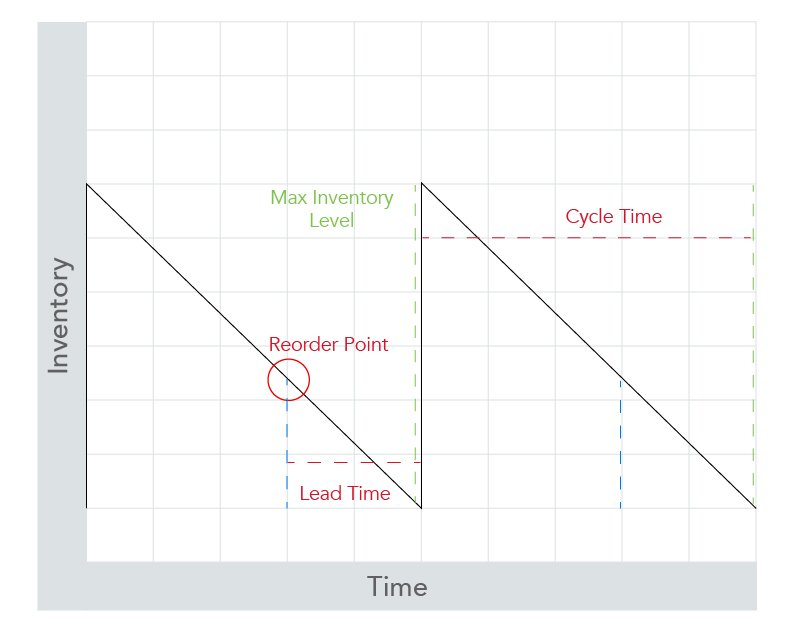 Max Inventory
Level
Cycle Time
Inventory
Reorder Point
Lead Time
Time